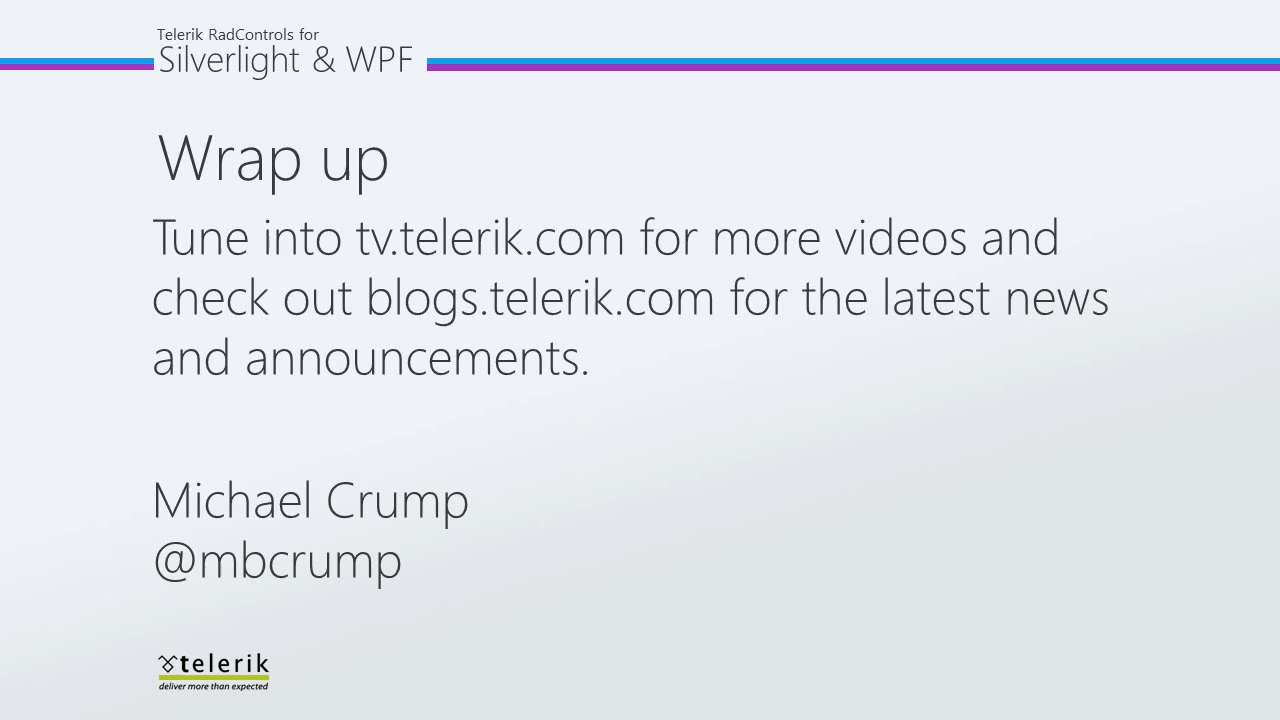 Telerik RadControls for
Silverlight & WPF
Wrap up
Tune into tv.telerik.com for more videos and
check out blogs.telerik.com for the latest news
and announcements.
Michael Crump
@mbcrump
telerik
deliver more than expected